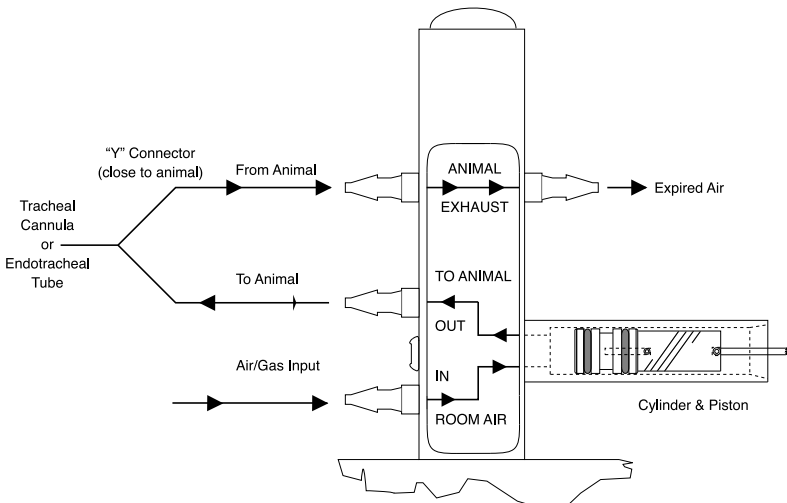 “Y” Connector
(close to animal)
From Animal
Tracheal
Cannula
or
Endotracheal
Tube
To Animal
Air/Gas Input
ANIMAL
EXHAUST
TO ANIMAL
OUT
IN
ROOM AIR
Expired Air
Cylinder & Piston